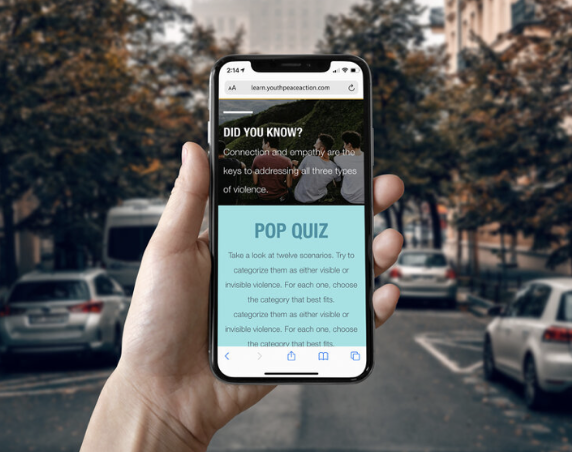 2:14
AA learn.youthpeaceaction.com
DID YOU KNOW?
Connection and empathy are the
keys to addressing all three types
of violence.
POP QUIZ
Take a look at twelve scenarios. Try to
categorize them as either visible or
invisible violence. For each one, choose
the category that best fits.
categorize them as either visible or
invisible violence. For each one, choose
the category that best fits.